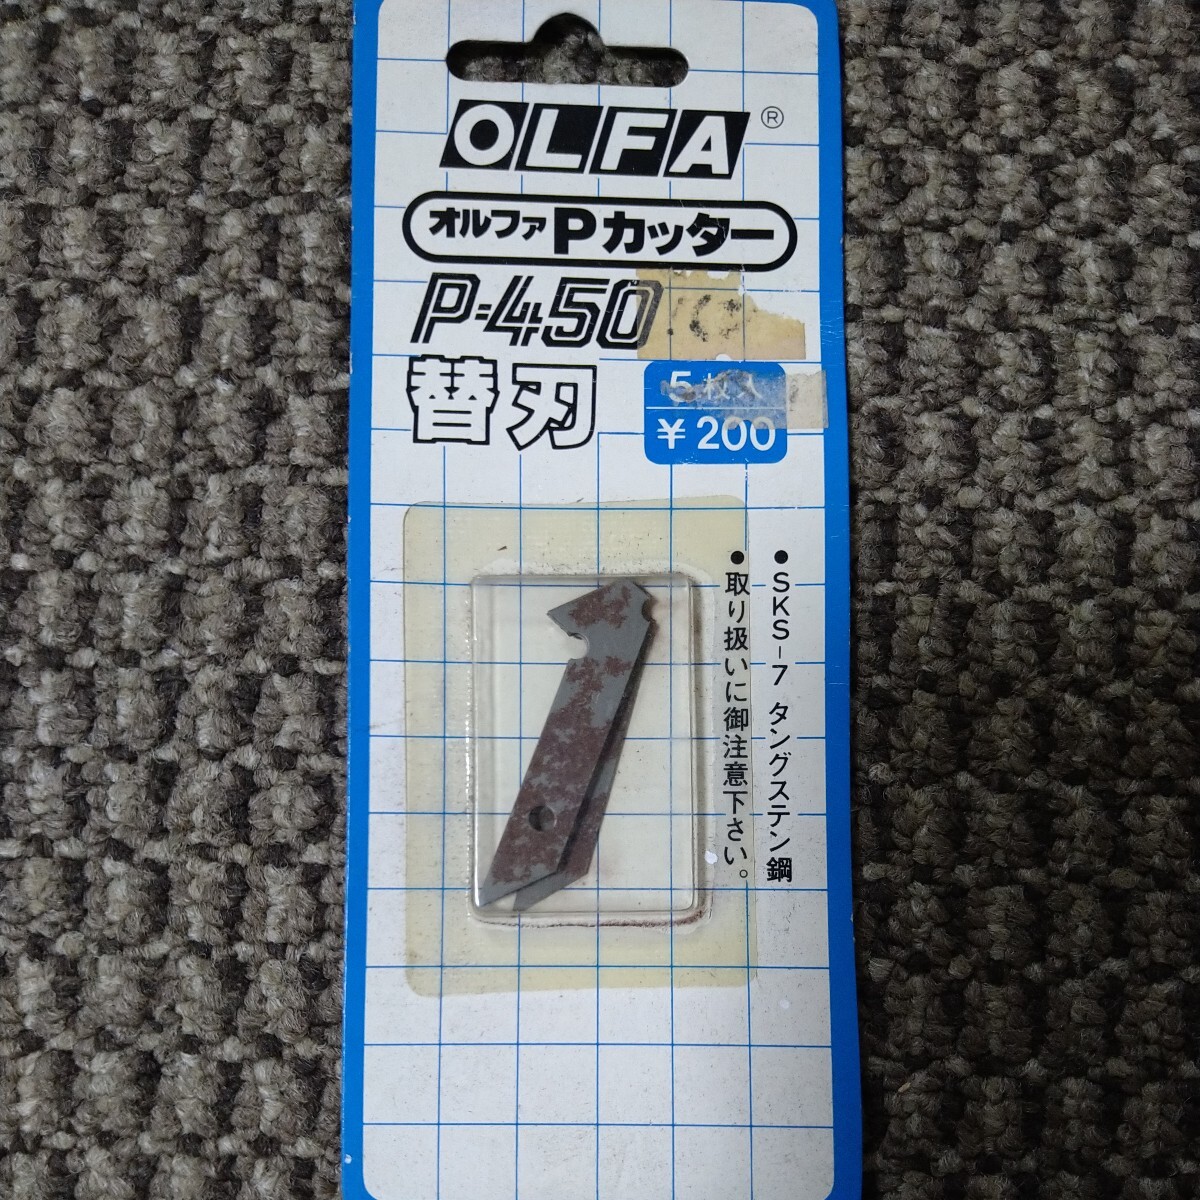 OLFA®
オルファPカッター
P-450
替刃
5枚入
¥200
●SKS-7 タングステン鋼
●取り扱いに御注意下さい。